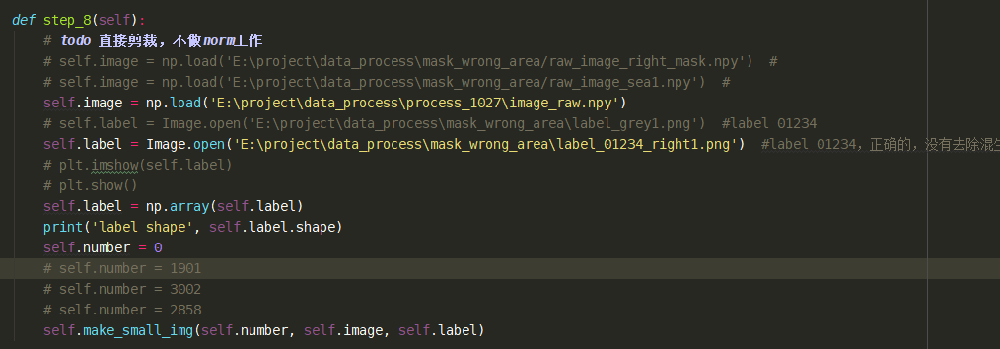 def step_8(self):
# todo 直接剪裁，不做norm工作
# self.image = np.load('E:\project\data_process\mask_wrong_area/raw_image_right_mask.npy')  #
# self.image = np.load('E:\project\data_process\mask_wrong_area/raw_image_sea1.npy')  #
self.image = np.load('E:\project\data_process\process_1027\image_raw.npy')
# self.label = Image.open('E:\project\data_process\mask_wrong_area\label_grey1.png')  #label 01234
self.label = Image.open('E:\project\data_process\mask_wrong_area\label_01234_right1.png')  #label 01234，正确的，没有去除混生
# plt.imshow(self.label)
# plt.show()
self.label = np.array(self.label)
print('label shape', self.label.shape)
self.number = 0
# self.number = 1901
# self.number = 3002
# self.number = 2858
self.make_small_img(self.number, self.image, self.label)